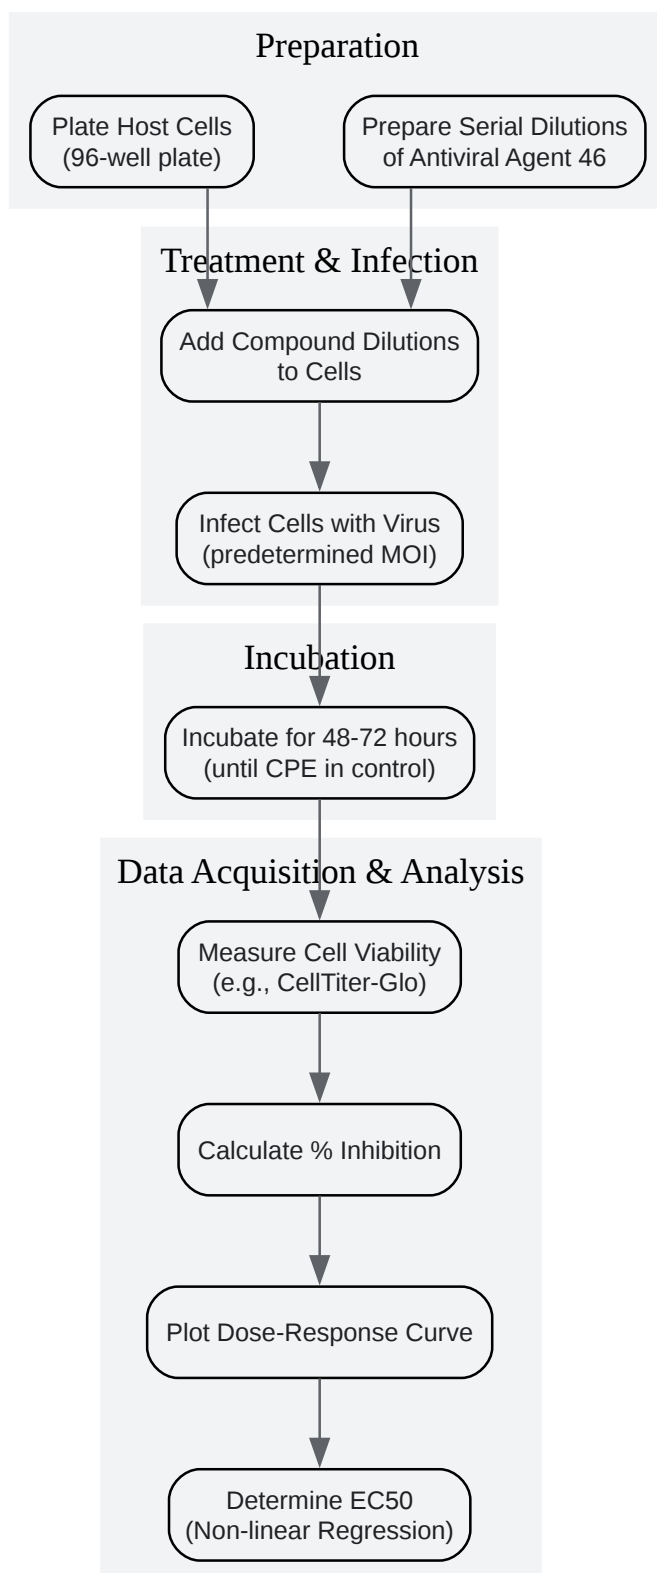 Preparation
Plate Host Cells
(96-well plate)
Prepare Serial Dilutions
of Antiviral Agent 46
Treatment & Infection
Add Compound Dilutions
to Cells
Infect Cells with Virus
(predetermined MOI)
Incubation
Incubate for 48-72 hours
(until CPE in control)
Data Acquisition & Analysis
Measure Cell Viability
(e.g., CellTiter-Glo)
Calculate % Inhibition
Plot Dose-Response Curve
Determine EC50
(Non-linear Regression)